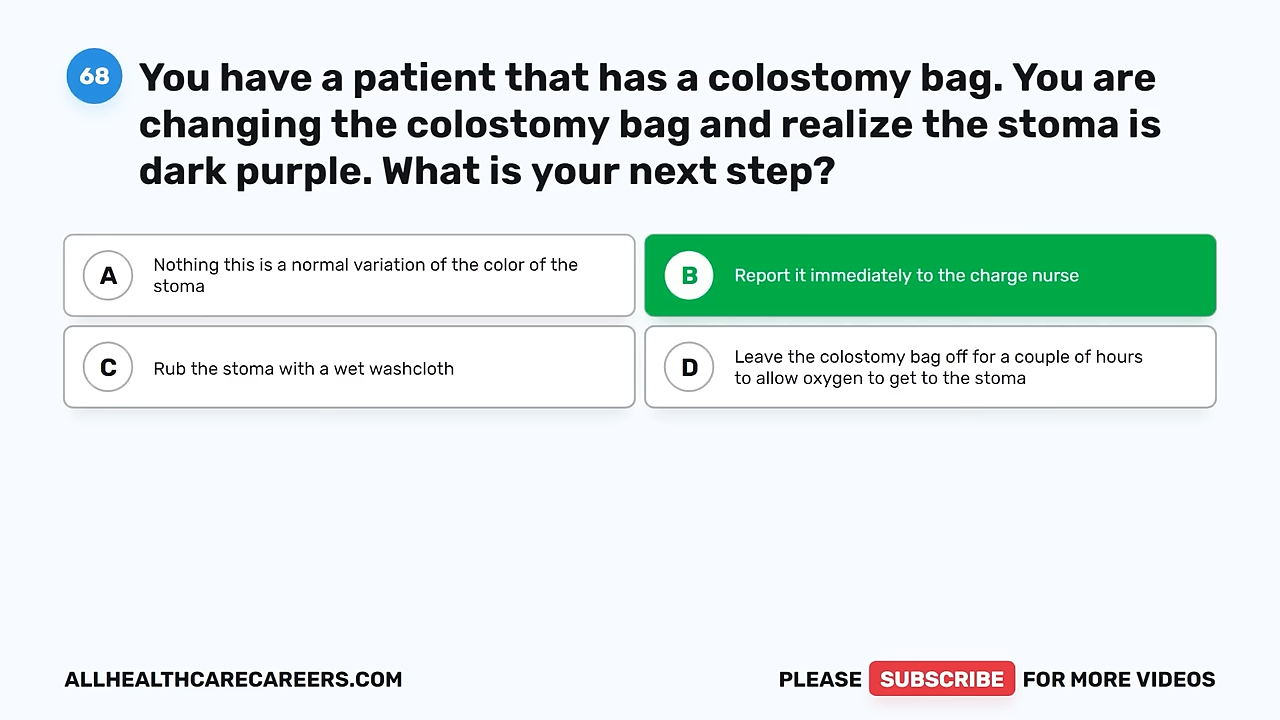 68
You have a patient that has a colostomy bag. You are
changing the colostomy bag and realize the stoma is
dark purple. What is your next step?
A
Nothing this is a normal variation of the color of the
stoma
B
Report it immediately to the charge nurse
C
Rub the stoma with a wet washcloth
D
Leave the colostomy bag off for a couple of hours
to allow oxygen to get to the stoma
ALLHEALTHCARECAREERS.COM
PLEASE SUBSCRIBE FOR MORE VIDEOS